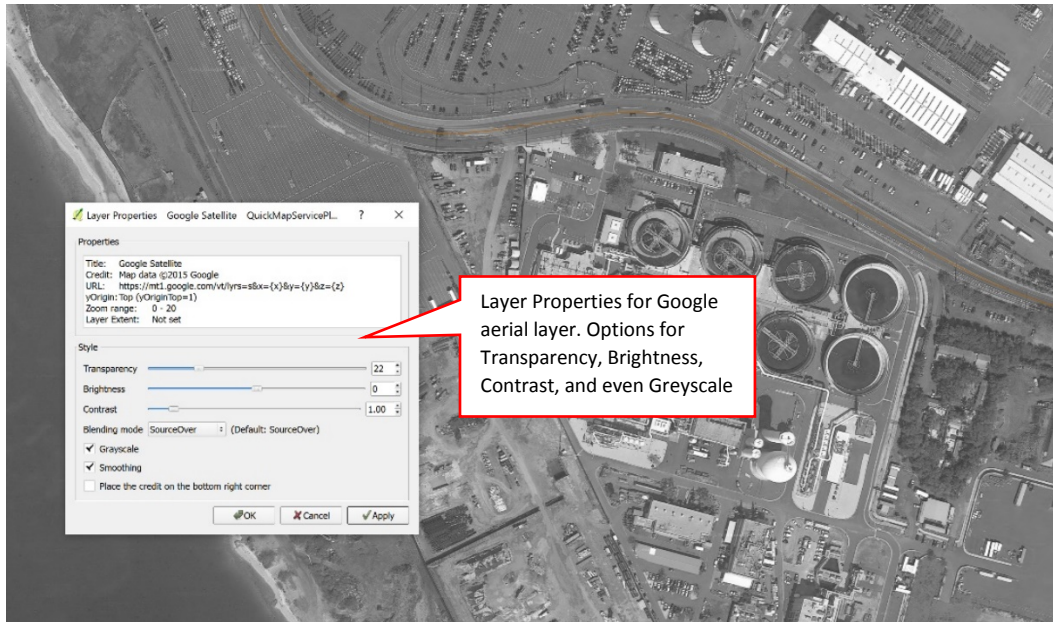 Layer Properties Google Satellite QuickMapServicePl... ? ×
Properties
Title: Google Satellite
Credit: Map data ©2015 Google
URL: https://mt1.google.com/vt/lyrs=s&x={x}&y={y}&z={z}
yOrigin: Top (yOriginTop=1)
Zoom range: 0 - 20
Layer Extent: Not set
Style
Transparency 22
Brightness 0
Contrast 1.00
Blending mode SourceOver (Default: SourceOver)
Grayscale
Smoothing
Place the credit on the bottom right corner
OK Cancel Apply
Layer Properties for Google
aerial layer. Options for
Transparency, Brightness,
Contrast, and even Greyscale